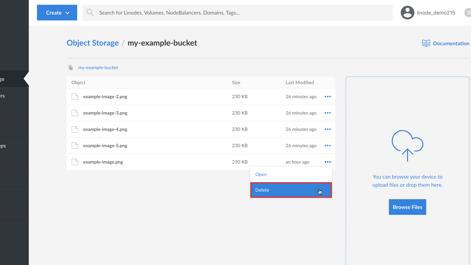 Create
Search for Linodes, Volumes, NodeBalancers, Domains, Tags...
linode_demo215
Object Storage / my-example-bucket
Documentation
my-example-bucket
Object Size Last Modified
example-image-2.png 230 KB 26 minutes ago
example-image-3.png 230 KB 26 minutes ago
example-image-4.png 230 KB 26 minutes ago
example-image-5.png 230 KB 26 minutes ago
example-image.png 230 KB an hour ago
Open
Delete
You can browse your device to
upload files or drop them here.
Browse Files